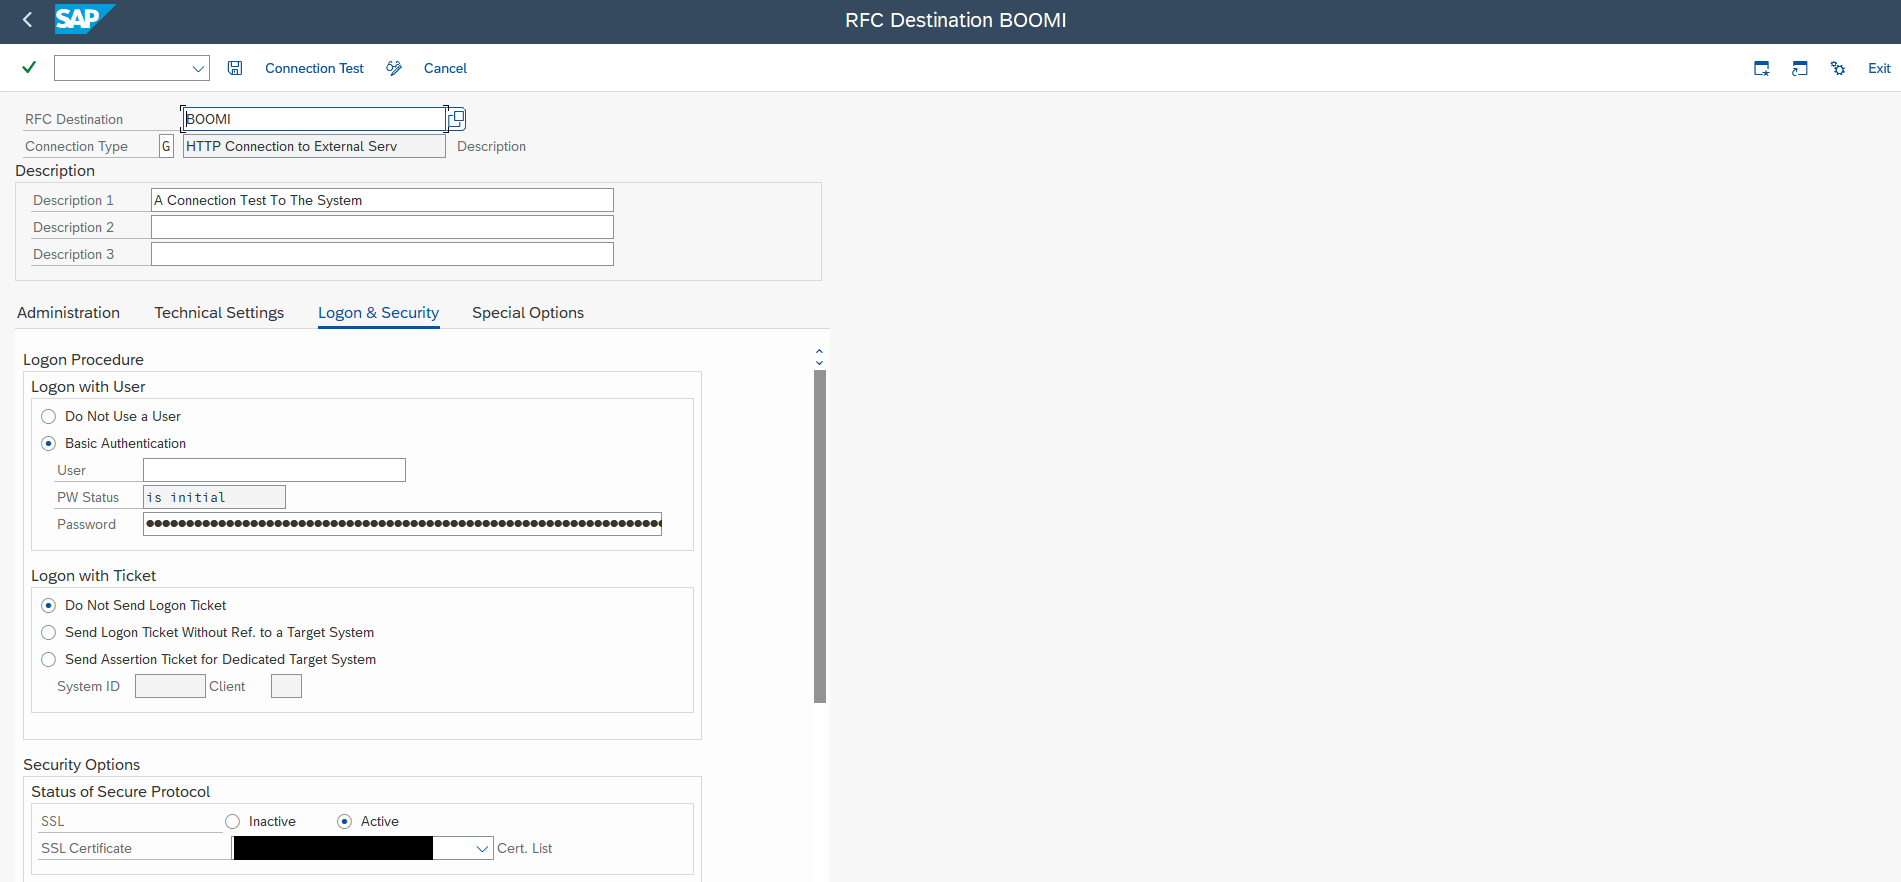 SAP
RFC Destination BOOMI
Connection Test Cancel Exit
RFC Destination BOOMI
Connection Type G HTTP Connection to External Serv Description
Description
Description 1 A Connection Test To The System
Description 2
Description 3
Administration Technical Settings Logon & Security Special Options
Logon Procedure
Logon with User
Do Not Use a User
Basic Authentication
User
PW Status is initial
Password
Logon with Ticket
Do Not Send Logon Ticket
Send Logon Ticket Without Ref. to a Target System
Send Assertion Ticket for Dedicated Target System
System ID Client
Security Options
Status of Secure Protocol
SSL Inactive Active
SSL Certificate Cert. List